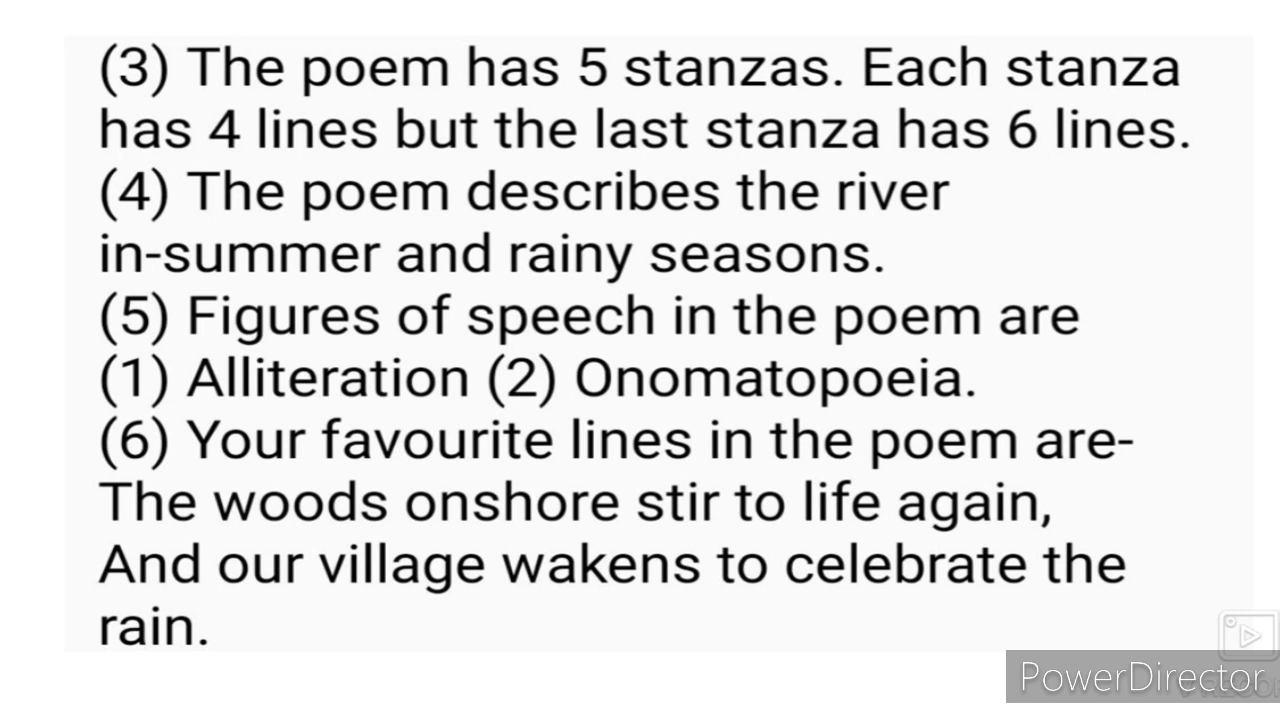 (3) The poem has 5 stanzas. Each stanza
has 4 lines but the last stanza has 6 lines.
(4) The poem describes the river
in-summer and rainy seasons.
(5) Figures of speech in the poem are
(1) Alliteration (2) Onomatopoeia.
(6) Your favourite lines in the poem are-
The woods onshore stir to life again,
And our village wakens to celebrate the
rain.
PowerDirector